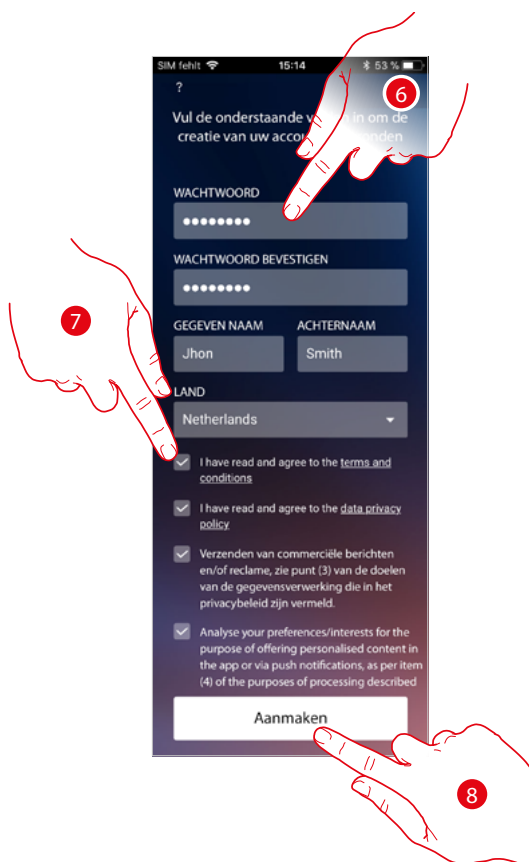 SIM fehlt 15:14 53 %
?
6
Vul de onderstaande in om de
creatie van uw
WACHTWOORD
WACHTWOORD BEVESTIGEN
7
GEGEVEN NAAM ACHTERNAAM
Jhon Smith
LAND
Netherlands
I have read and agree to the terms and
conditions
I have read and agree to the data privacy
policy
Verzenden van commerciële berichten
en/of reclame, zie punt (3) van de doelen
van de gegevensverwerking die in het
privacybeleid zijn vermeld.
Analyse your preferences/interests for the
purpose of offering personalised content in
the app or via push notifications, as per item
(4) of the purposes of processing described
Aanmaken
8